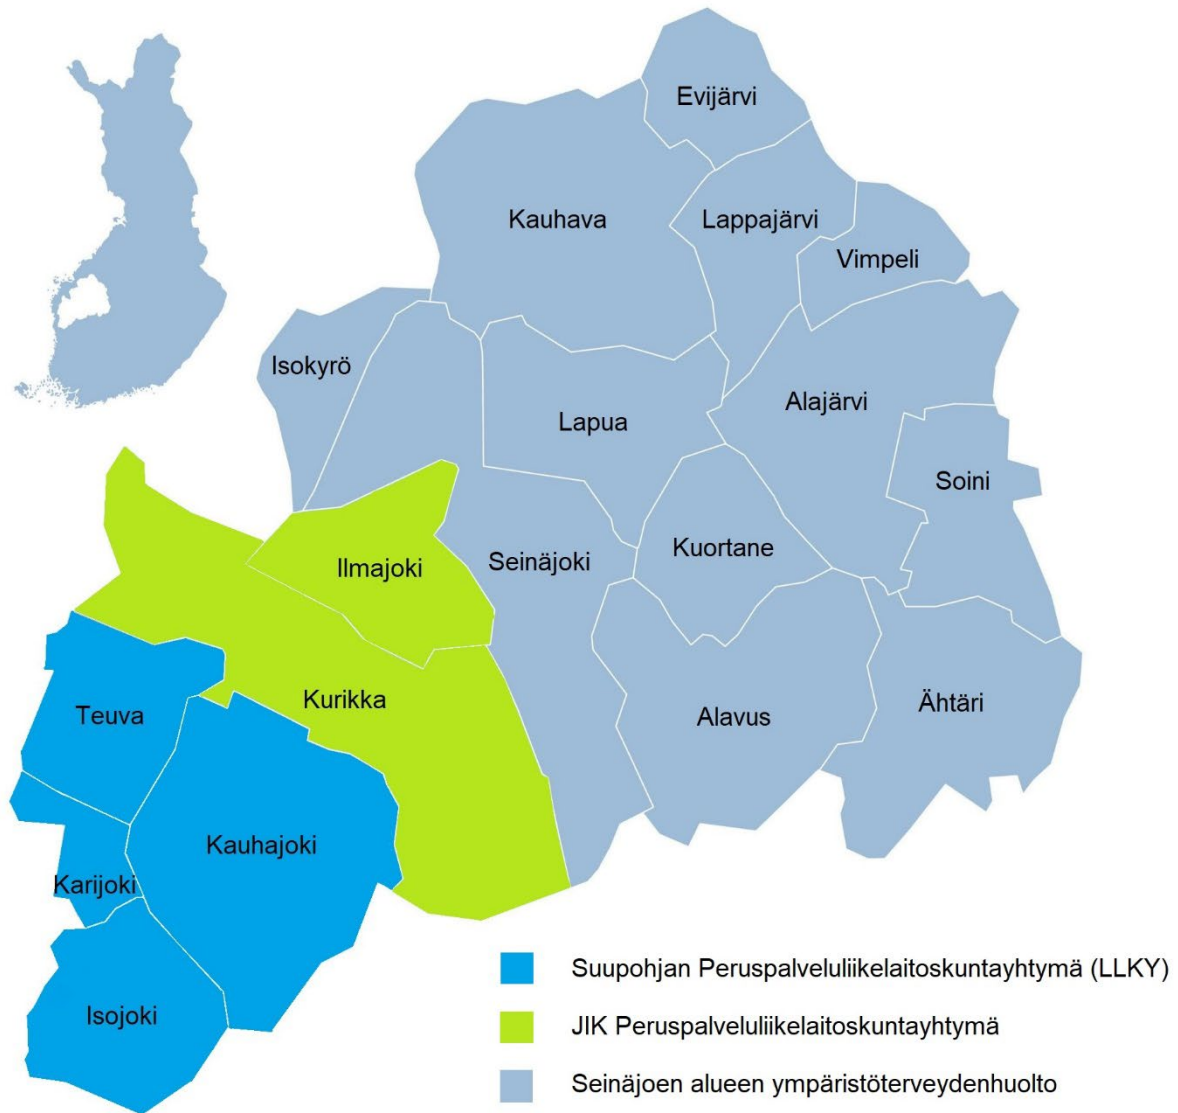 Evijärvi
Kauhava
Lappajärvi
Vimpeli
Isokyrö
Lapua
Alajärvi
Soini
Ilmajoki
Seinäjoki
Kuortane
Teuva
Kurikka
Alavus
Ähtäri
Kauhajoki
Karijoki
Isojoki
Suupohjan Peruspalveluliikelaitoskuntayhtymä (LLKY)
JIK Peruspalveluliikelaitoskuntayhtymä
Seinäjoen alueen ympäristöterveydenhuolto